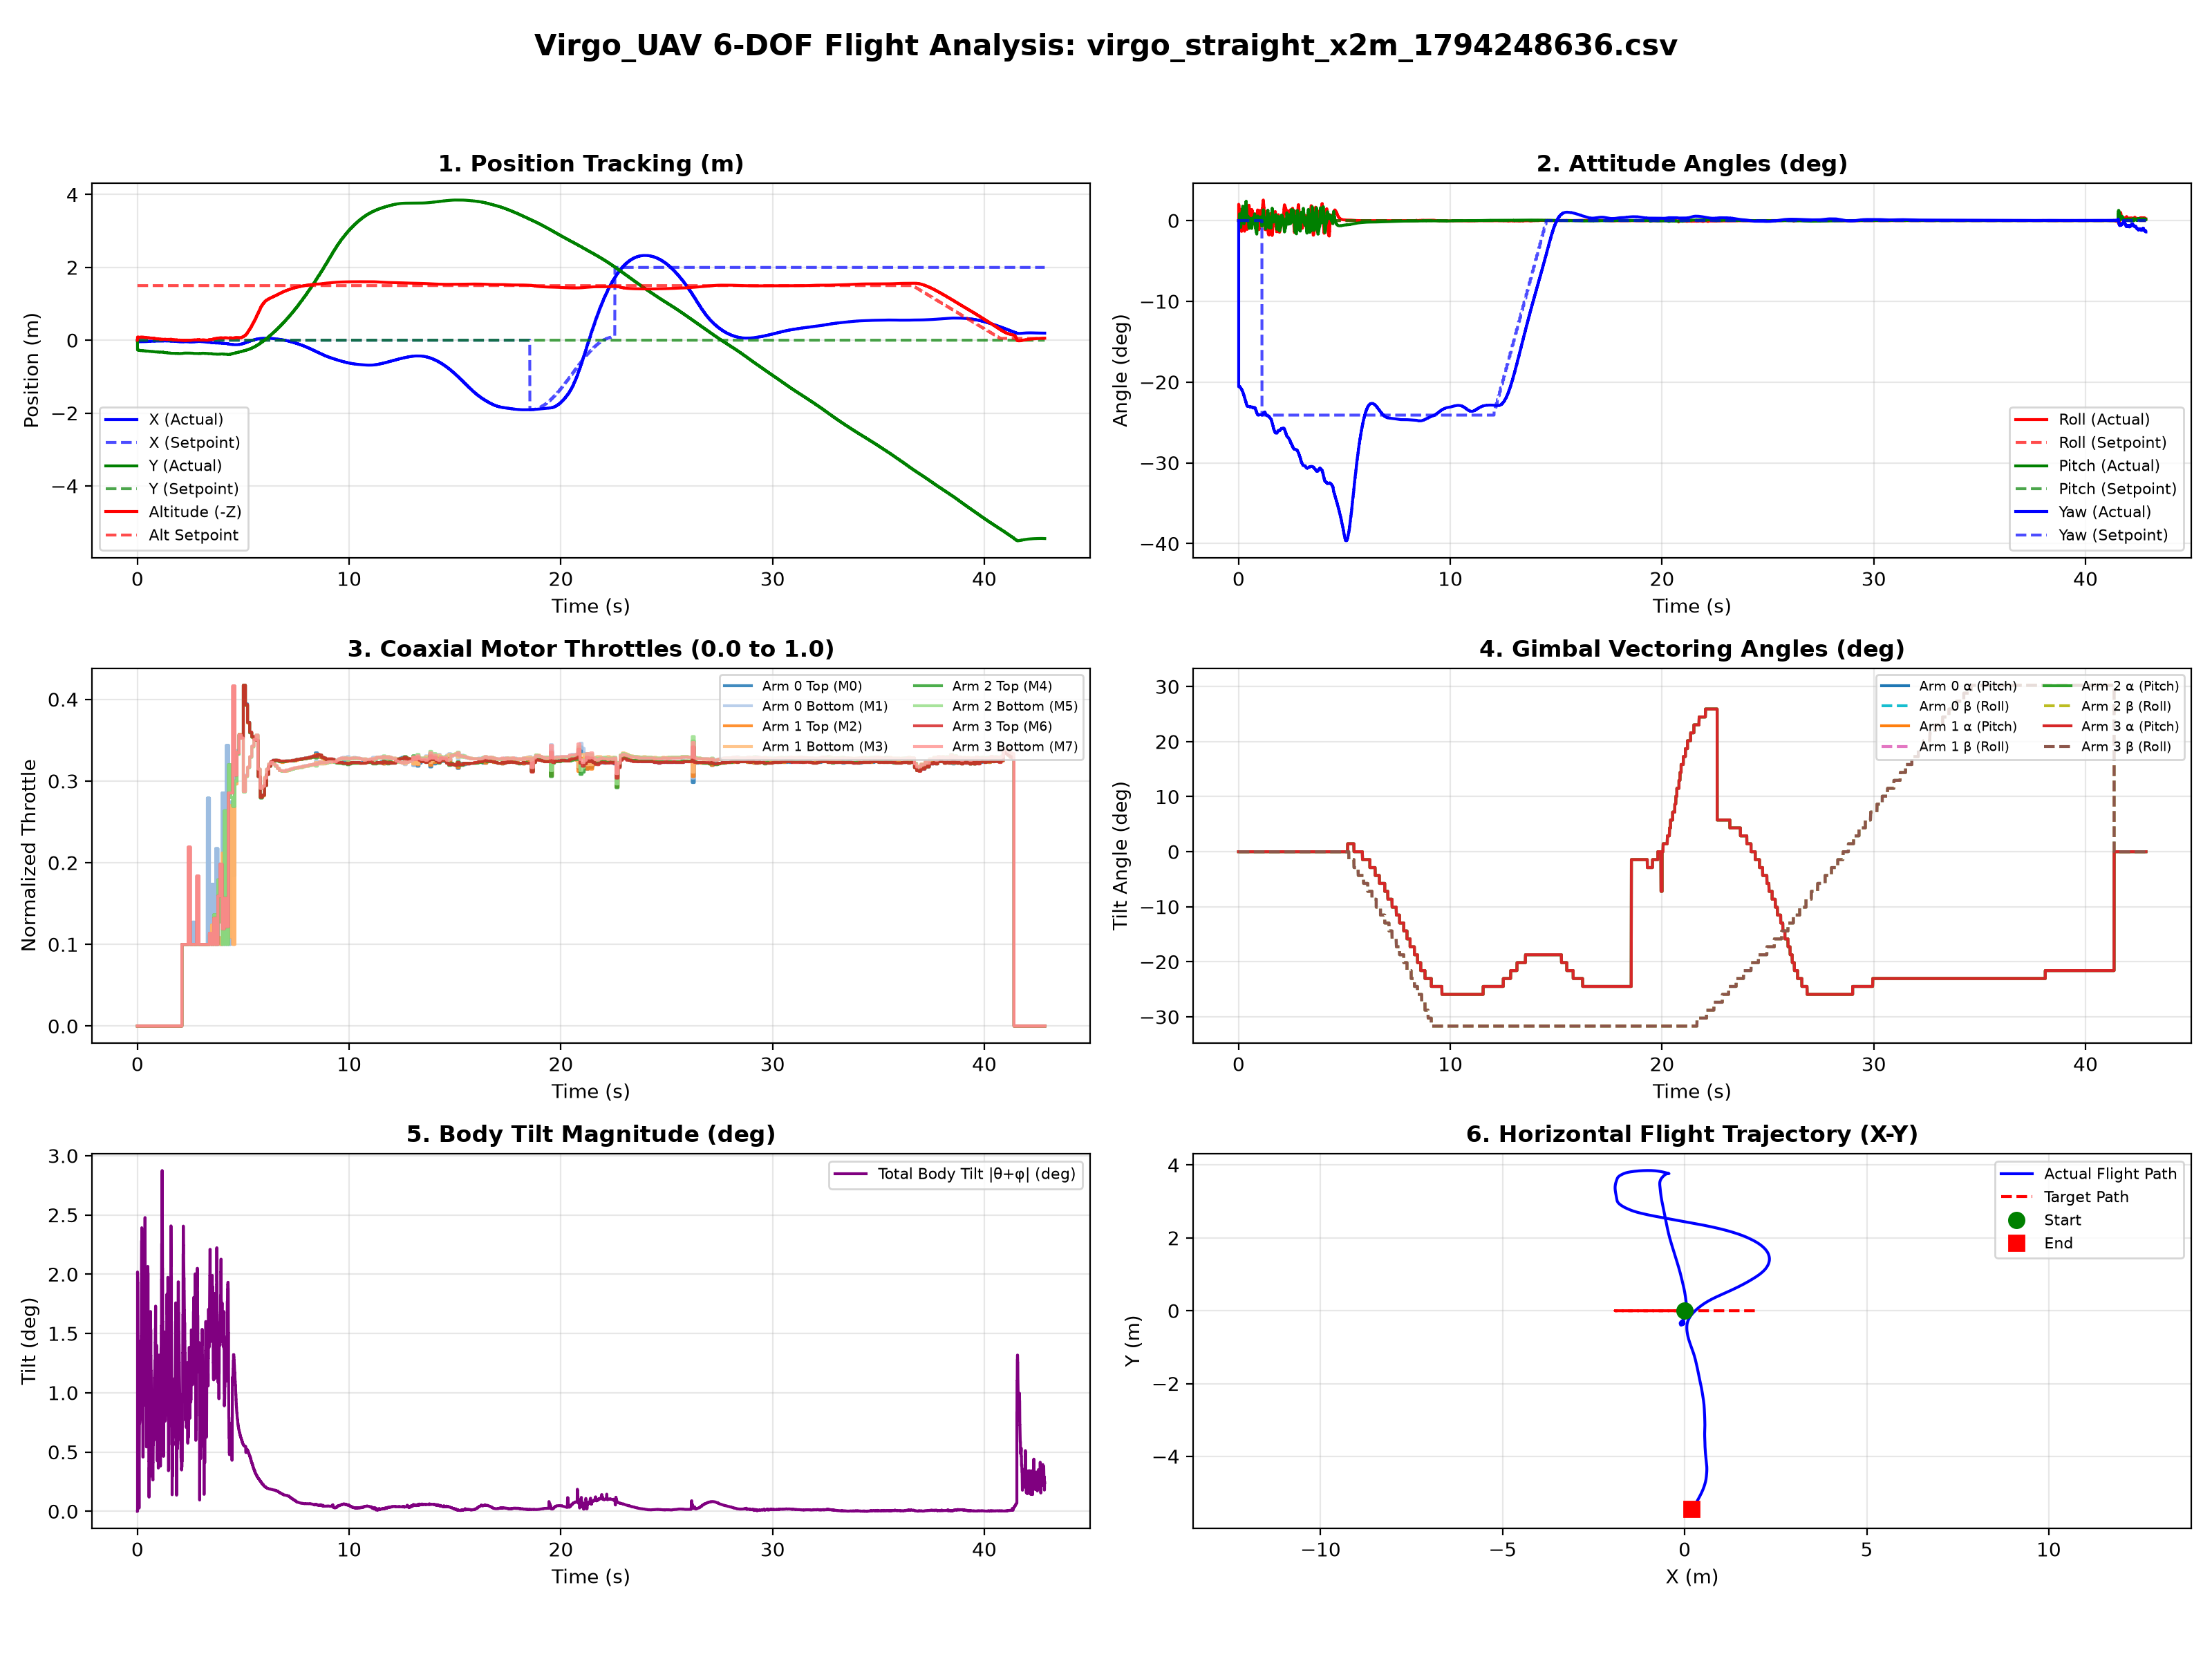 Virgo_UAV 6-DOF Flight Analysis: virgo_straight_x2m_1794248636.csv
1. Position Tracking (m)
Position (m)
4
2
0
−2
−4
X (Actual)
X (Setpoint)
Y (Actual)
Y (Setpoint)
Altitude (-Z)
Alt Setpoint
0 10 20 30 40
Time (s)
2. Attitude Angles (deg)
Angle (deg)
0
−10
−20
−30
−40
Roll (Actual)
Roll (Setpoint)
Pitch (Actual)
Pitch (Setpoint)
Yaw (Actual)
Yaw (Setpoint)
0 10 20 30 40
Time (s)
3. Coaxial Motor Throttles (0.0 to 1.0)
Normalized Throttle
0.4
0.3
0.2
0.1
0.0
Arm 0 Top (M0)
Arm 0 Bottom (M1)
Arm 1 Top (M2)
Arm 1 Bottom (M3)
Arm 2 Top (M4)
Arm 2 Bottom (M5)
Arm 3 Top (M6)
Arm 3 Bottom (M7)
0 10 20 30 40
Time (s)
4. Gimbal Vectoring Angles (deg)
Tilt Angle (deg)
30
20
10
0
−10
−20
−30
Arm 0 α (Pitch)
Arm 0 β (Roll)
Arm 1 α (Pitch)
Arm 1 β (Roll)
Arm 2 α (Pitch)
Arm 2 β (Roll)
Arm 3 α (Pitch)
Arm 3 β (Roll)
0 10 20 30 40
Time (s)
5. Body Tilt Magnitude (deg)
Tilt (deg)
3.0
2.5
2.0
1.5
1.0
0.5
0.0
Total Body Tilt |θ+φ| (deg)
0 10 20 30 40
Time (s)
6. Horizontal Flight Trajectory (X-Y)
Y (m)
4
2
0
−2
−4
Actual Flight Path
Target Path
Start
End
−10 −5 0 5 10
X (m)